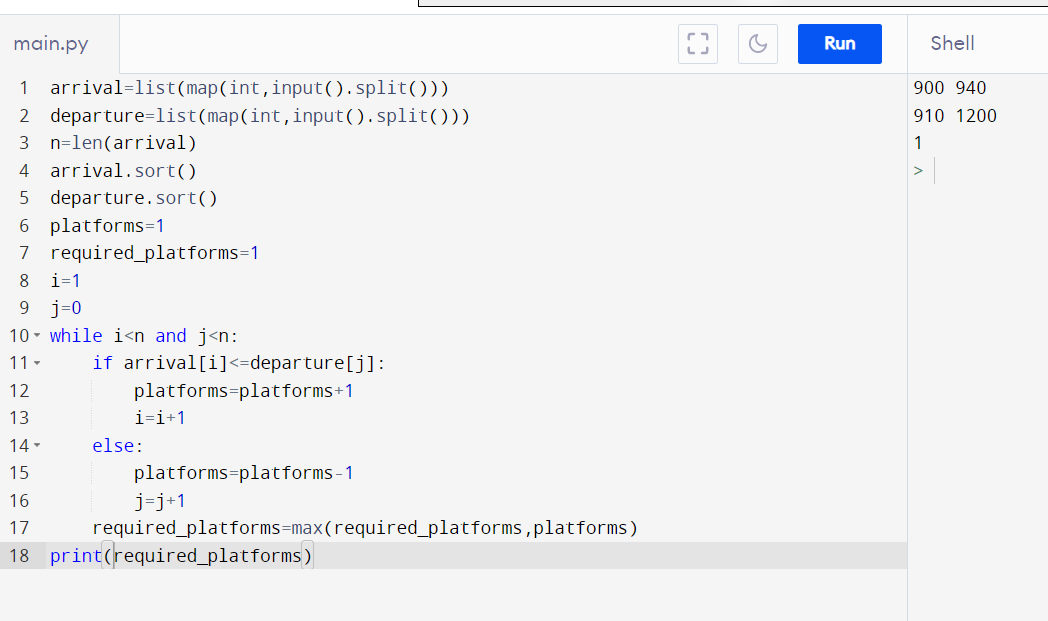 main.py
Run
Shell
1 arrival=list(map(int,input().split()))
2 departure=list(map(int,input().split()))
3 n=len(arrival)
4 arrival.sort()
5 departure.sort()
6 platforms=1
7 required_platforms=1
8 i=1
9 j=0
10 while i<n and j<n:
11     if arrival[i]<=departure[j]:
12         platforms=platforms+1
13         i=i+1
14     else:
15         platforms=platforms-1
16         j=j+1
17     required_platforms=max(required_platforms,platforms)
18 print(required_platforms)
900 940
910 1200
1
>